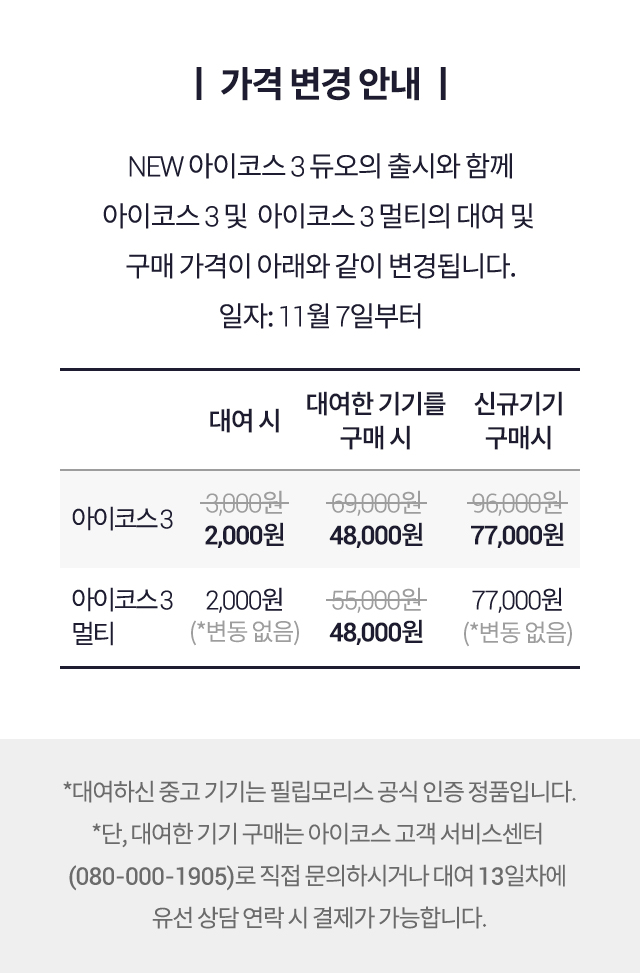 | 가격 변경 안내 |
NEW 아이코스 3 듀오의 출시와 함께
아이코스 3 및 아이코스 3 멀티의 대여 및
구매 가격이 아래와 같이 변경됩니다.
일자: 11월 7일부터
대여 시 대여한 기기를 구매 시 신규기기 구매시
아이코스 3 3,000원 69,000원 96,000원
2,000원 48,000원 77,000원
아이코스 3 멀티 2,000원 55,000원 77,000원
(*변동 없음) 48,000원 (*변동 없음)
*대여하신 중고 기기는 필립모리스 공식 인증 정품입니다.
*단, 대여한 기기 구매는 아이코스 고객 서비스센터
(080-000-1905)로 직접 문의하시거나 대여 13일차에
유선 상담 연락 시 결제가 가능합니다.